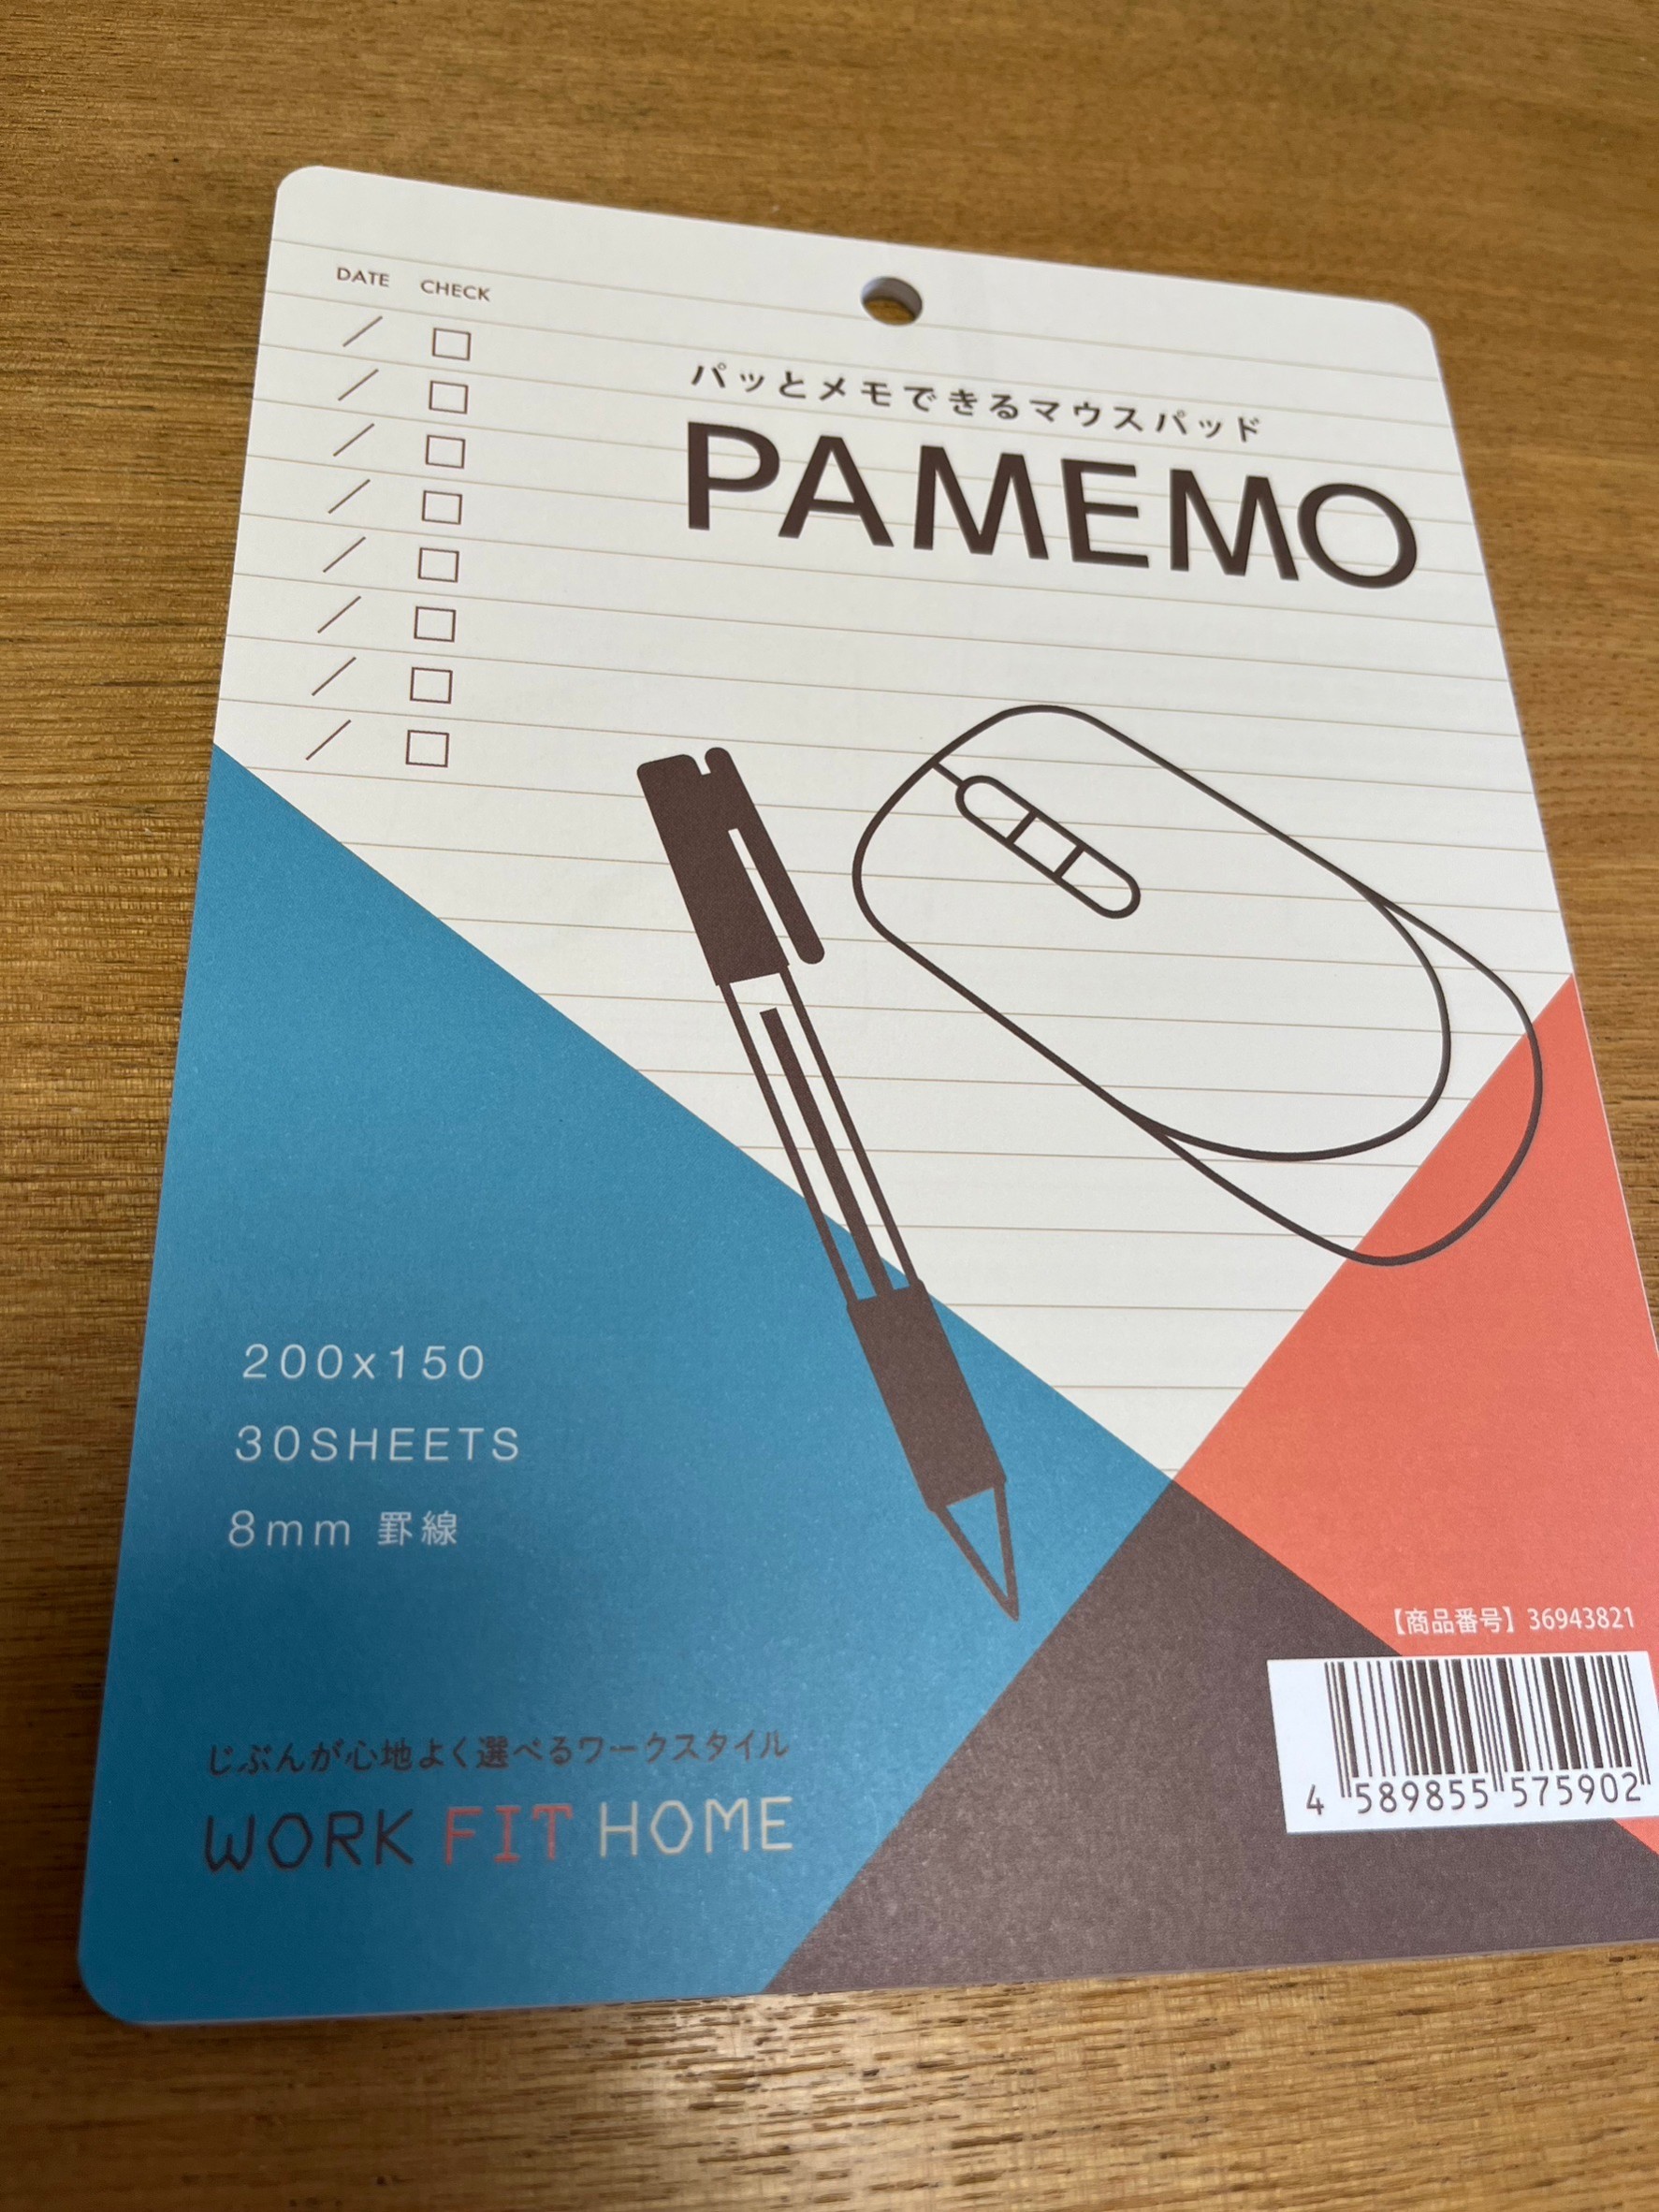 DATE CHECK
パッとメモできるマウスパッド
PAMEMO
200x150
30SHEETS
8mm 罫線
【商品番号】36943821
4 589855 575902
じぶんが心地よく選べるワークスタイル
WORK FIT HOME